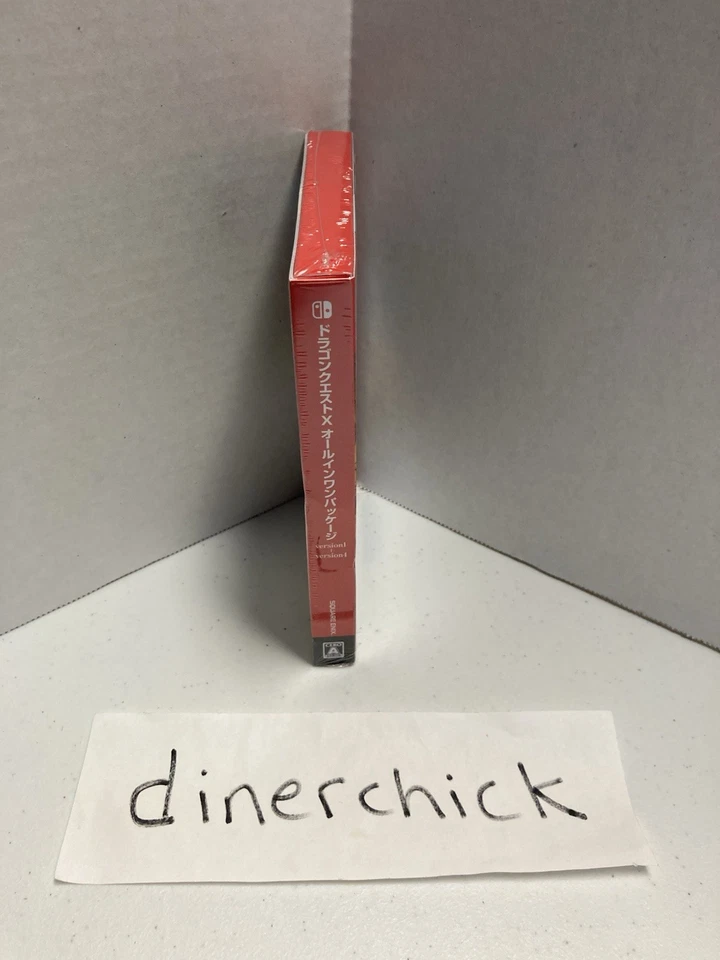 ドラゴンクエストX オールインワンパッケージ
version1
version4
SQUARE ENIX
A
dinerchick